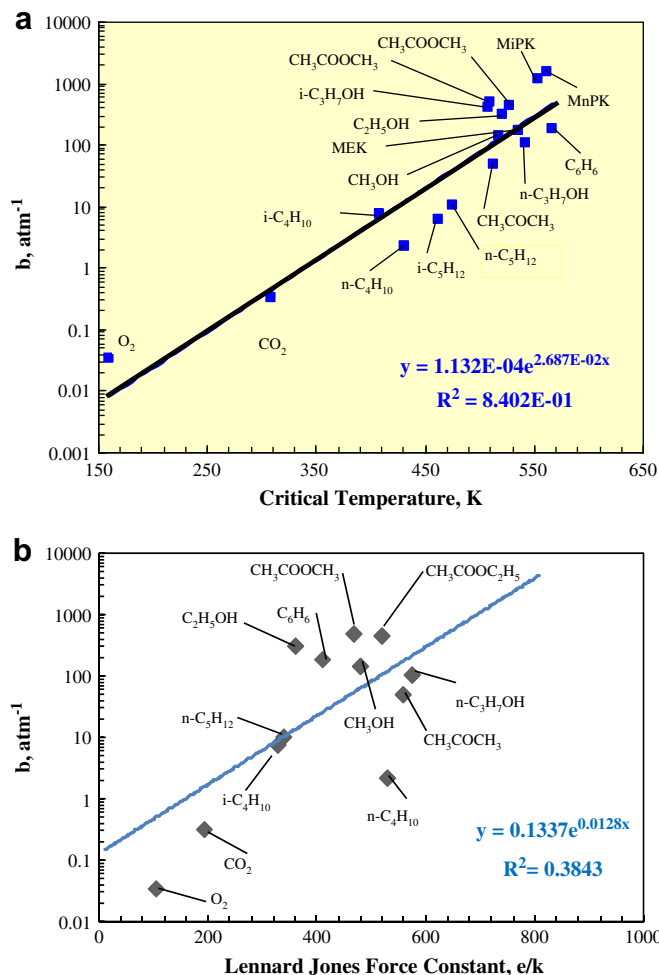 a
10000
1000
100
10
1
0.1
0.01
0.001
b, atm⁻¹
CH₃COOCH₃
MiPK
CH₃COOCH₃
i-C₃H₇OH
MnPK
C₂H₅OH
MEK
C₆H₆
CH₃OH
n-C₃H₇OH
i-C₄H₁₀
CH₃COCH₃
n-C₅H₁₂
i-C₅H₁₂
n-C₄H₁₀
O₂
CO₂
y = 1.132E-04e^2.687E-02x
R² = 8.402E-01
150 250 350 450 550 650
Critical Temperature, K
b
10000
1000
100
10
1
0.1
0.01
b, atm⁻¹
CH₃COOCH₃
CH₃COOC₂H₅
C₆H₆
C₂H₅OH
n-C₃H₇OH
n-C₅H₁₂
CH₃OH
CH₃COCH₃
i-C₄H₁₀
n-C₄H₁₀
CO₂
O₂
y = 0.1337e^0.0128x
R² = 0.3843
0 200 400 600 800 1000
Lennard Jones Force Constant, e/k